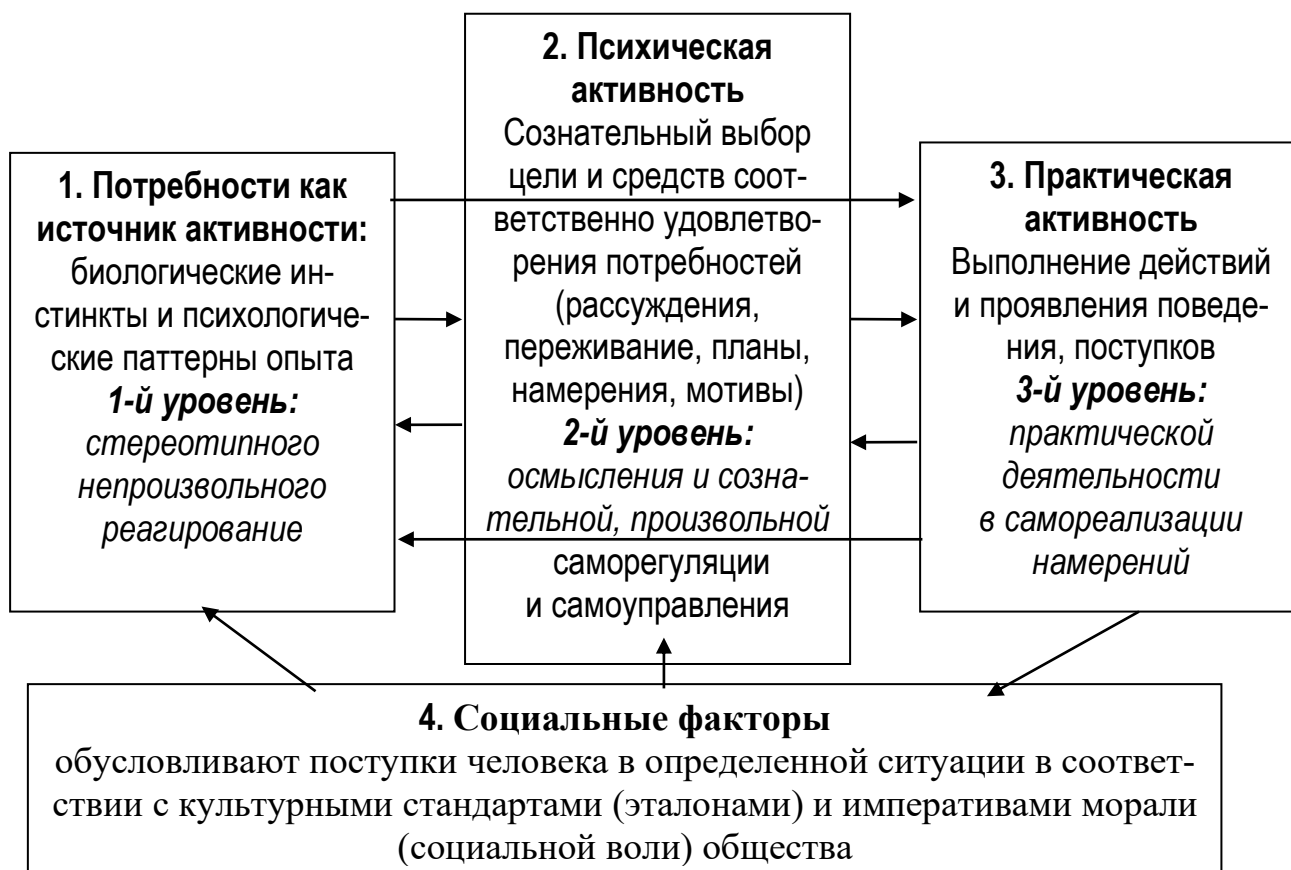 1. Потребности как
источник активности:
биологические ин-
стинкты и психологиче-
ские паттерны опыта
1-й уровень:
стереотипного
непроизвольного
реагирование
2. Психическая
активность
Сознательный выбор
цели и средств соот-
ветственно удовлетво-
рения потребностей
(рассуждения,
переживание, планы,
намерения, мотивы)
2-й уровень:
осмысления и созна-
тельной, произвольной
саморегуляции
и самоуправления
3. Практическая
активность
Выполнение действий
и проявления поведе-
ния, поступков
3-й уровень:
практической
деятельности
в самореализации
намерений
4. Социальные факторы
обусловливают поступки человека в определенной ситуации в соответ-
ствии с культурными стандартами (эталонами) и императивами морали
(социальной воли) общества